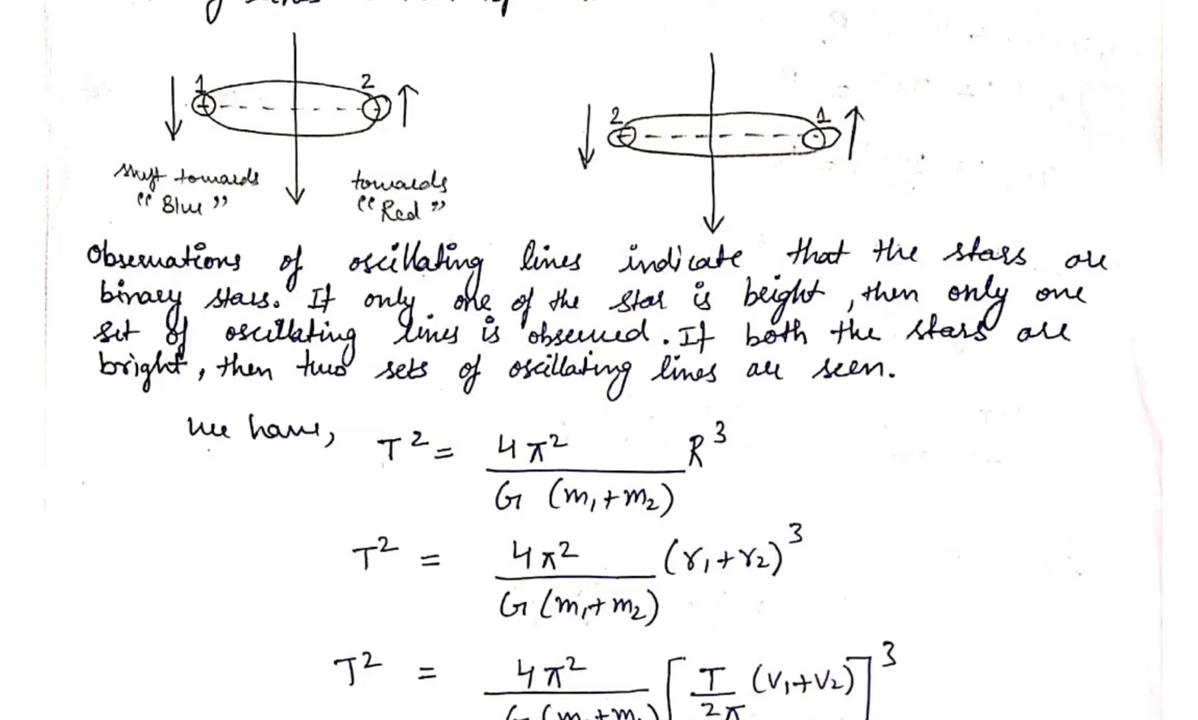 1 2
2 1
shift towards towards
"Blue" "Red"
Observations of oscillating lines indicate that the stars are
binary stars. If only one of the star is bright, then only one
set of oscillating lines is observed. If both the stars are
bright, then two sets of oscillating lines are seen.
We have, T² = 4π² / G (m₁+m₂) R³
T² = 4π² / G (m₁+m₂) (r₁+r₂)³
T² = 4π² / G (m₁+m₂) [T/2π (v₁+v₂)]³